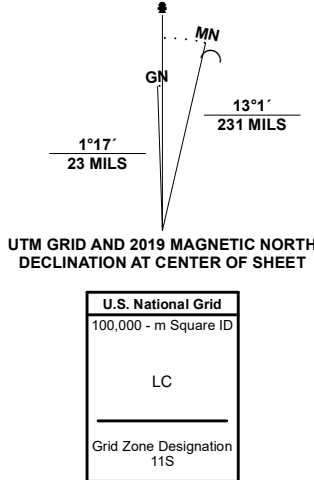 MN
GN
13°1´
231 MILS
1°17´
23 MILS
UTM GRID AND 2019 MAGNETIC NORTH
DECLINATION AT CENTER OF SHEET
U.S. National Grid
100,000 - m Square ID
LC
Grid Zone Designation
11S